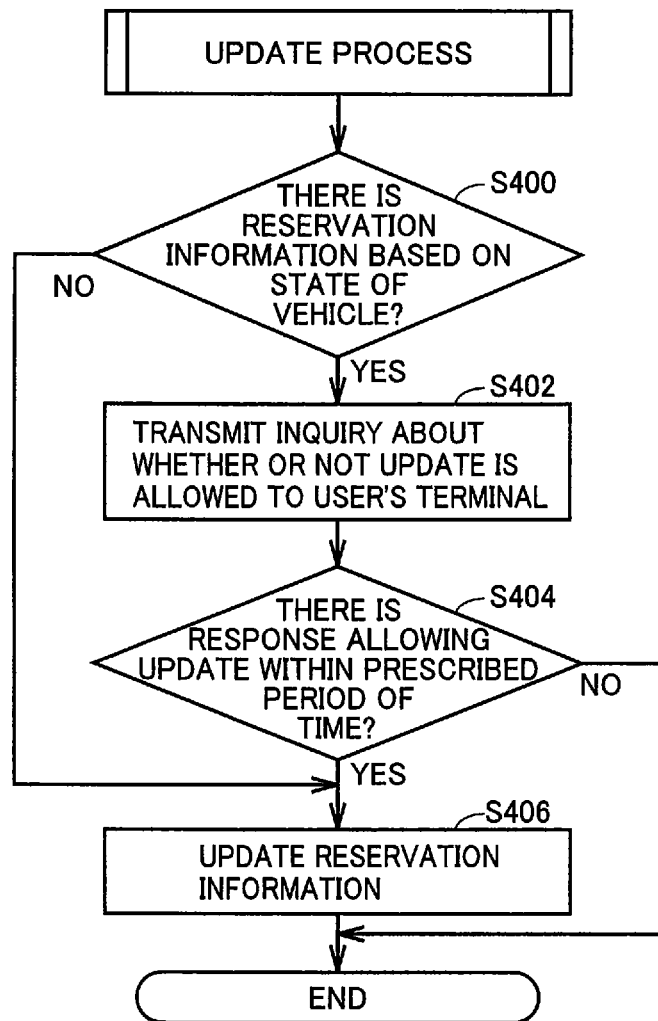 UPDATE PROCESS
S400
THERE IS
RESERVATION
INFORMATION BASED ON
STATE OF
VEHICLE?
NO
YES
S402
TRANSMIT INQUIRY ABOUT
WHETHER OR NOT UPDATE IS
ALLOWED TO USER'S TERMINAL
S404
THERE IS
RESPONSE ALLOWING
UPDATE WITHIN PRESCRIBED
PERIOD OF
TIME?
NO
YES
S406
UPDATE RESERVATION
INFORMATION
END